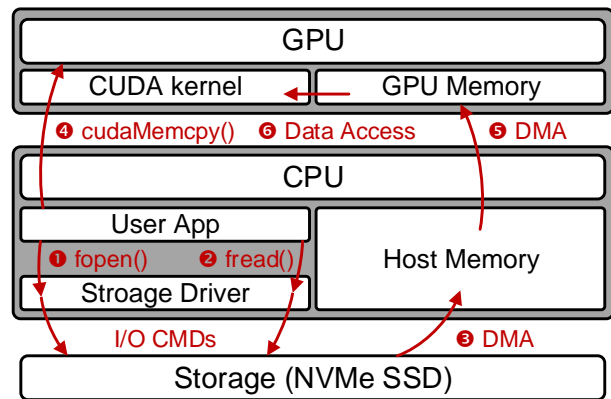 GPU
CUDA kernel GPU Memory
❹ cudaMemcpy() ❻ Data Access ❺ DMA
CPU
User App
❶ fopen() ❷ fread() Host Memory
Stroage Driver
I/O CMDs ❸ DMA
Storage (NVMe SSD)